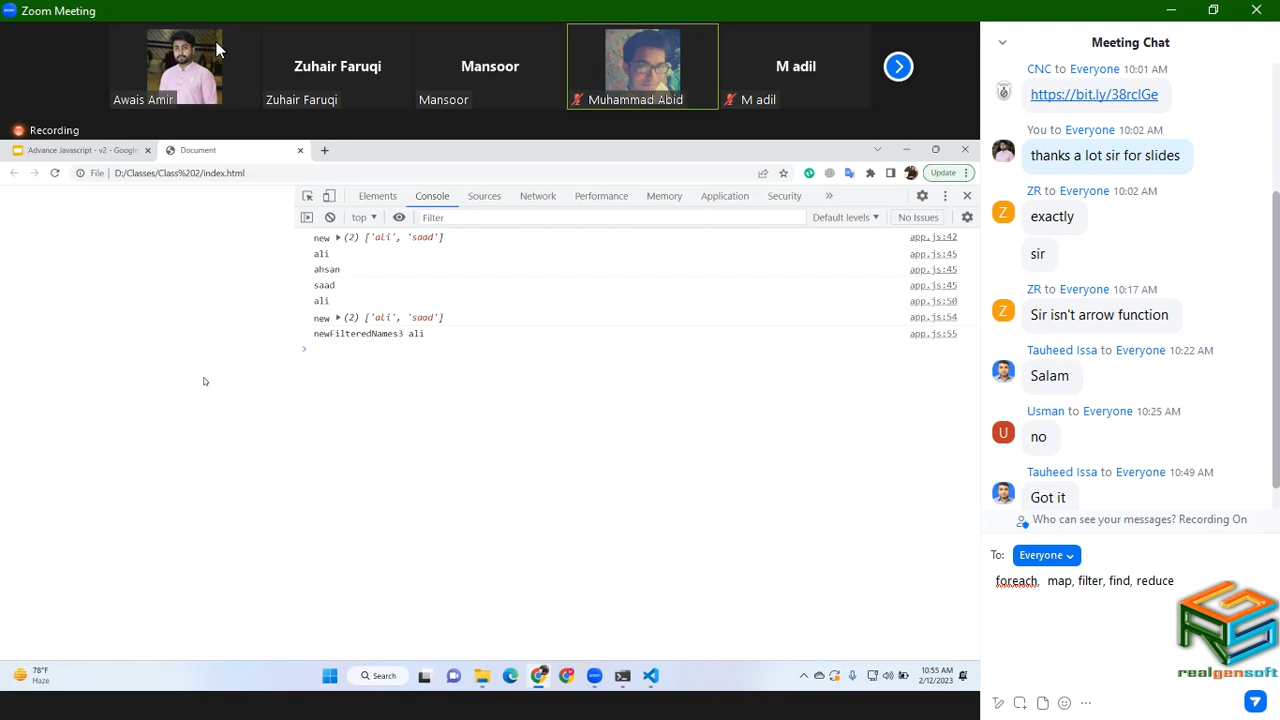 Zoom Meeting
Awais Amir
Zuhair Faruqi
Zuhair Faruqi
Mansoor
Mansoor
Muhammad Abid
M adil
M adil
Recording
Advance Javascript - v2 - Google
Document
File
D:/Classes/Class%202/index.html
Update
Elements
Console
Sources
Network
Performance
Memory
Application
Security
top
Filter
Default levels
No Issues
new (2) ['ali', 'saad'] app.js:42
ali app.js:45
ahsan app.js:45
saad app.js:45
ali app.js:50
new (2) ['ali', 'saad'] app.js:54
newFilteredNames3 ali app.js:55
78°F
Haze
Search
10:55 AM
2/12/2023
Meeting Chat
CNC to Everyone 10:01 AM
https://bit.ly/38rclGe
You to Everyone 10:02 AM
thanks a lot sir for slides
ZR to Everyone 10:02 AM
Z
exactly
sir
ZR to Everyone 10:17 AM
Z
Sir isn't arrow function
Tauheed Issa to Everyone 10:22 AM
Salam
Usman to Everyone 10:25 AM
U
no
Tauheed Issa to Everyone 10:49 AM
Got it
Who can see your messages? Recording On
To: Everyone
foreach, map, filter, find, reduce
realgensoft